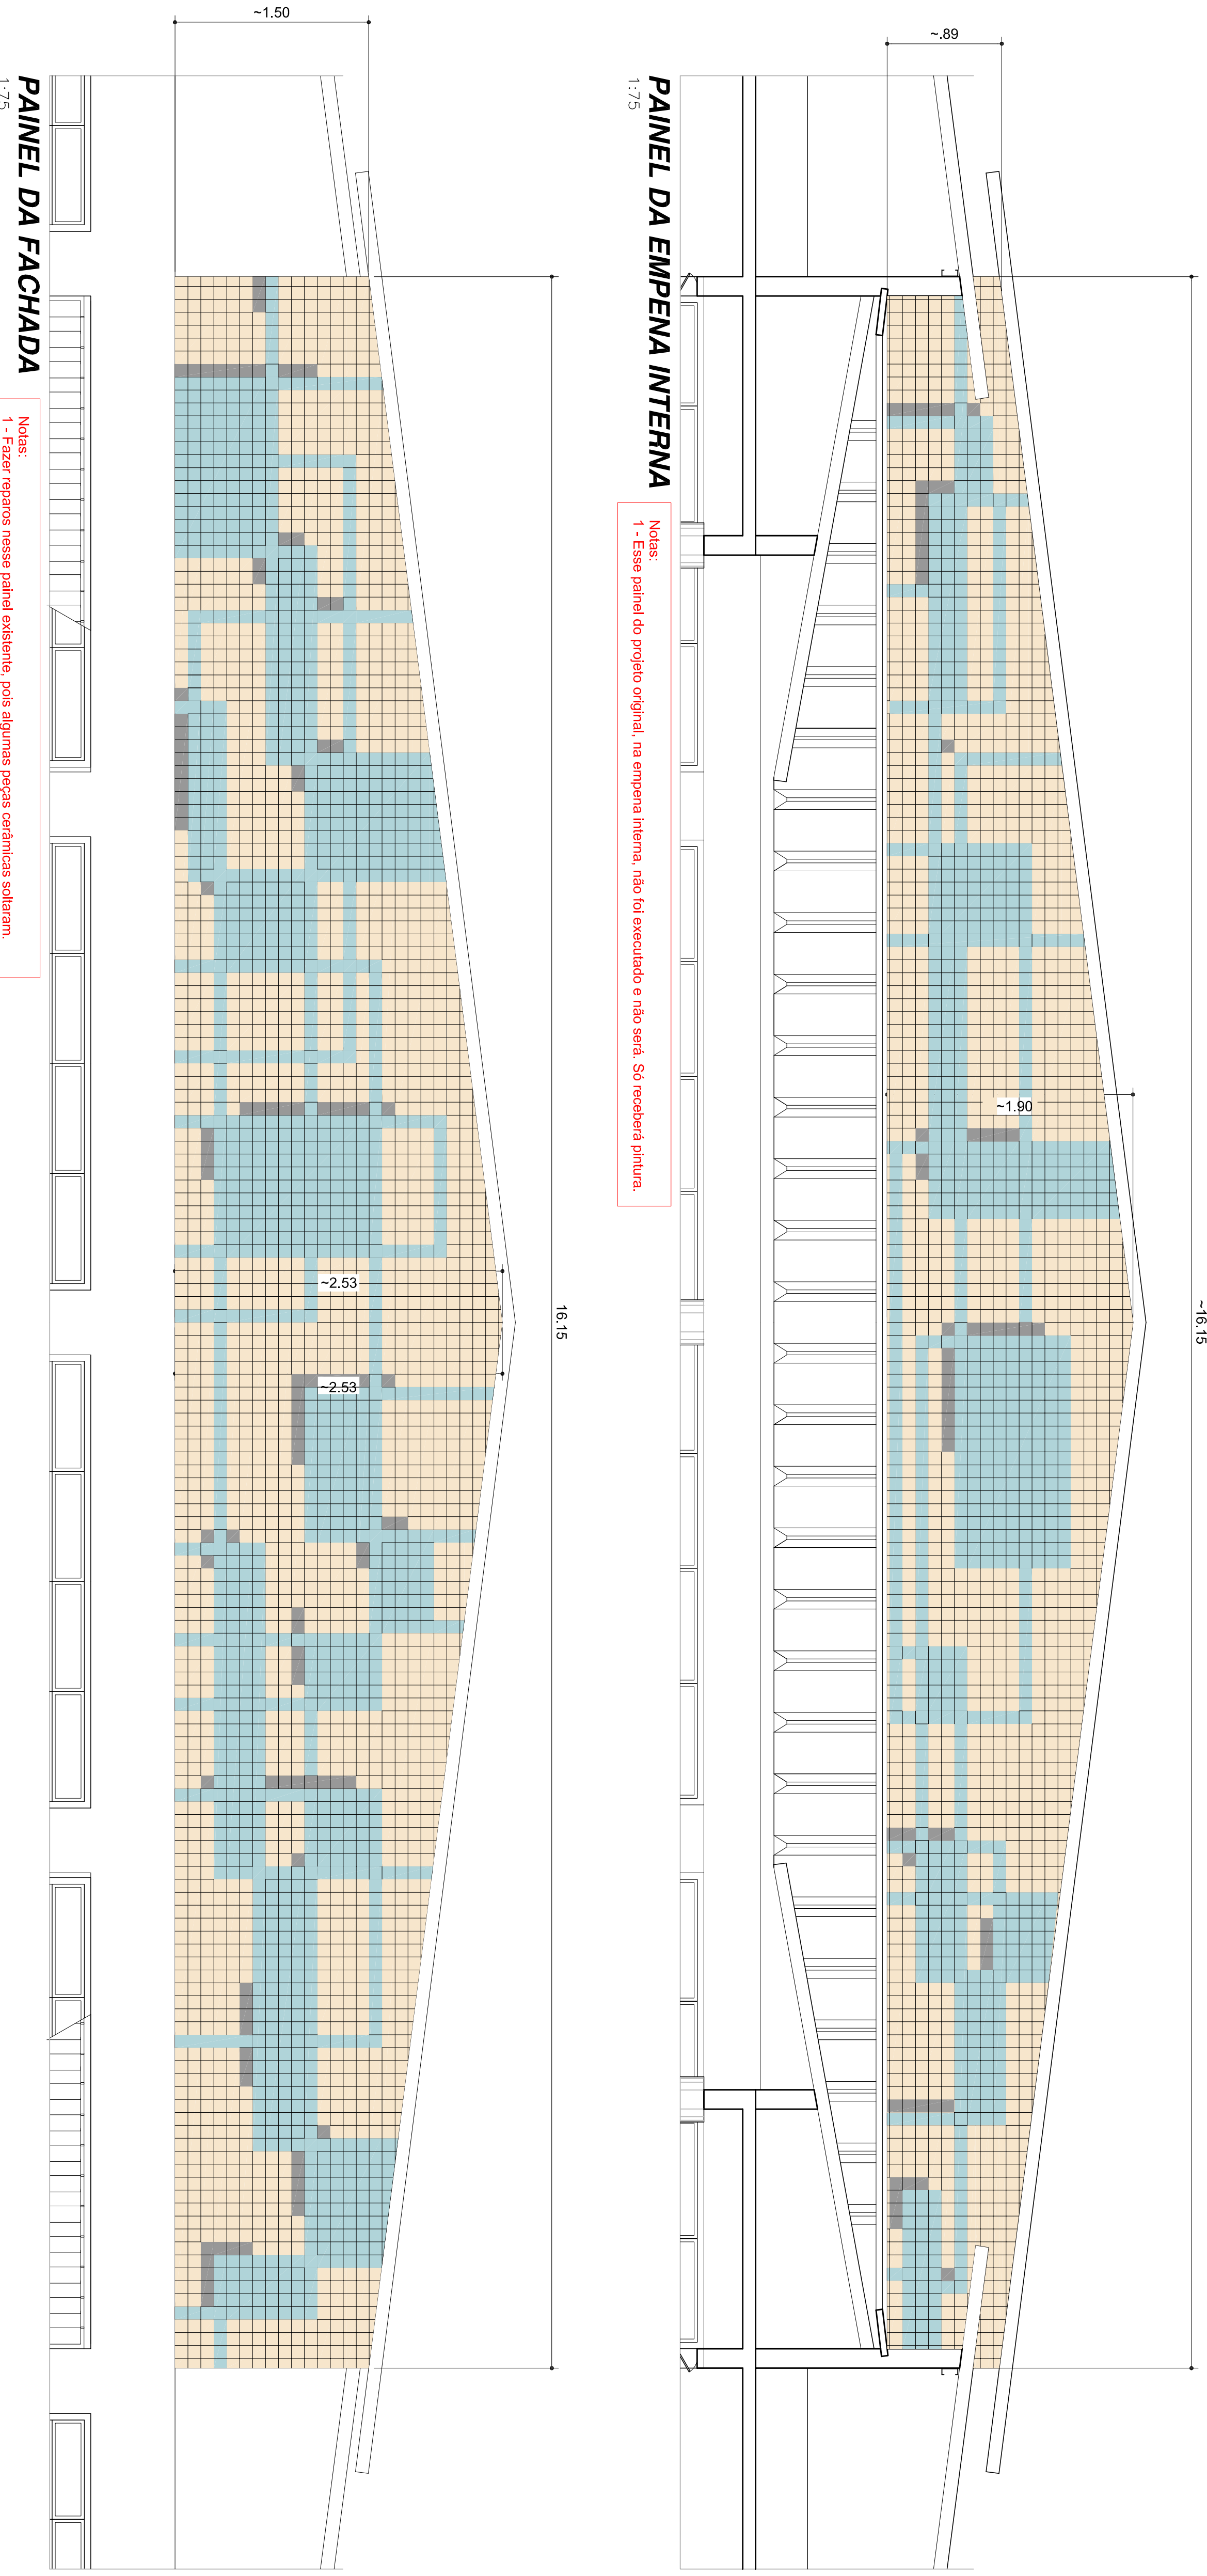 ~16.15
~.89
~1.90
PAINEL DA EMPENA INTERNA
1:75
Notas:
1 - Esse painel do projeto original, na empena interna, não foi executado e não será. Só receberá pintura.
16.15
~1.50
~2.53
~2.53
PAINEL DA FACHADA
1:75
Notas:
1 - Fazer reparos nesse painel existente, pois algumas peças cerâmicas soltaram.